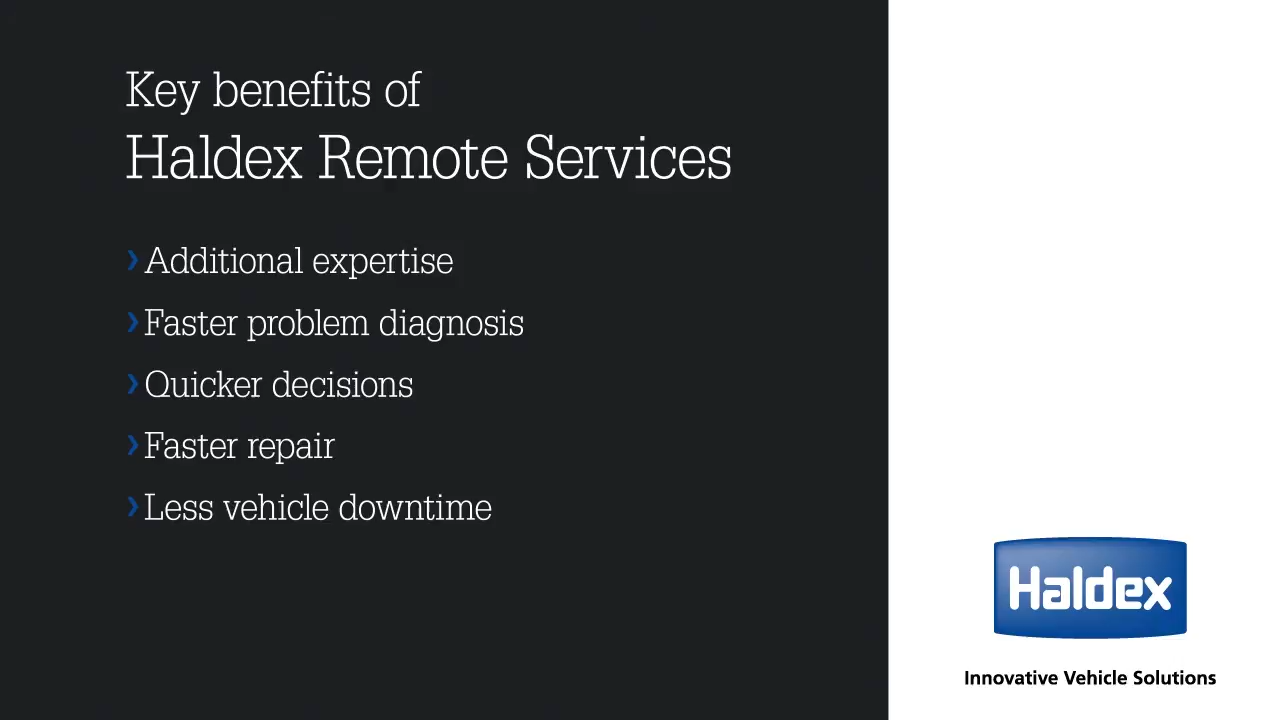 Key benefits of
Haldex Remote Services
› Additional expertise
› Faster problem diagnosis
› Quicker decisions
› Faster repair
› Less vehicle downtime
Haldex
Innovative Vehicle Solutions